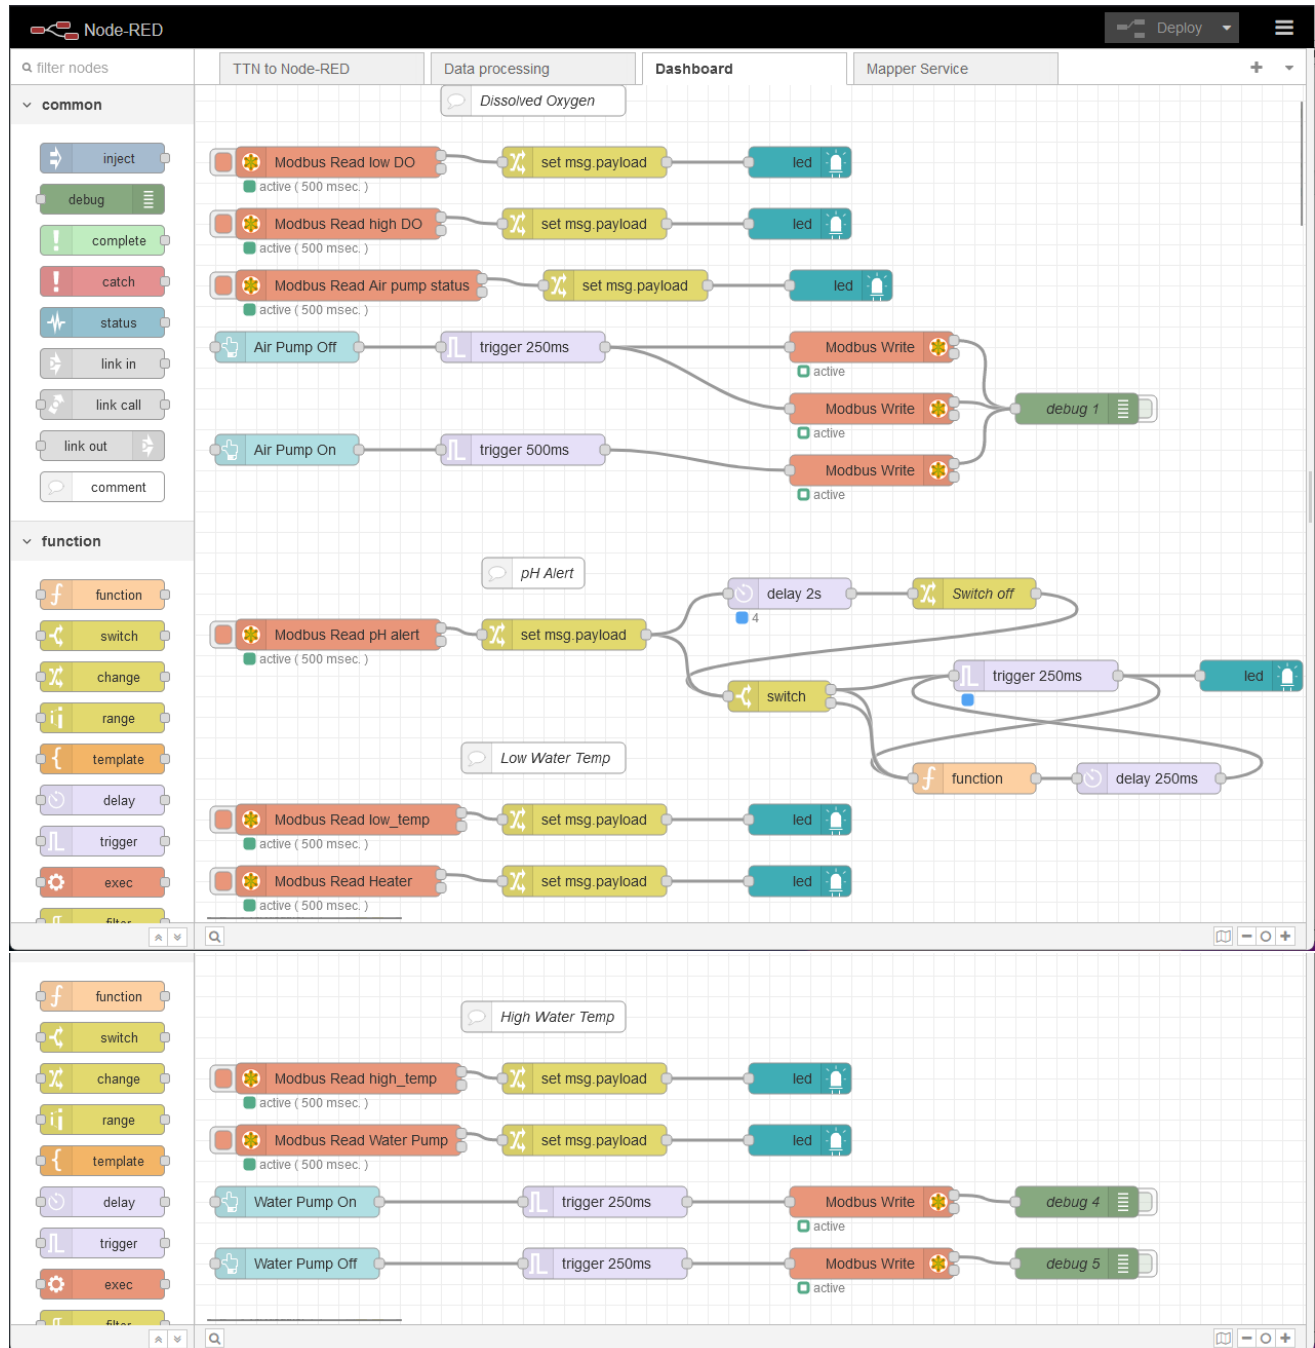 Node-RED
Deploy
filter nodes
TTN to Node-RED
Data processing
Dashboard
Mapper Service
common
inject
debug
complete
catch
status
link in
link call
link out
comment
function
function
switch
change
range
template
delay
trigger
exec
filter
Dissolved Oxygen
Modbus Read low DO
active ( 500 msec. )
set msg.payload
led
Modbus Read high DO
active ( 500 msec. )
set msg.payload
led
Modbus Read Air pump status
active ( 500 msec. )
set msg.payload
led
Air Pump Off
trigger 250ms
Modbus Write
active
Modbus Write
active
debug 1
Air Pump On
trigger 500ms
Modbus Write
active
pH Alert
delay 2s
4
Switch off
Modbus Read pH alert
active ( 500 msec. )
set msg.payload
switch
trigger 250ms
led
function
delay 250ms
Low Water Temp
Modbus Read low_temp
active ( 500 msec. )
set msg.payload
led
Modbus Read Heater
active ( 500 msec. )
set msg.payload
led
function
switch
change
range
template
delay
trigger
exec
filter
High Water Temp
Modbus Read high_temp
active ( 500 msec. )
set msg.payload
led
Modbus Read Water Pump
active ( 500 msec. )
set msg.payload
led
Water Pump On
trigger 250ms
Modbus Write
active
debug 4
Water Pump Off
trigger 250ms
Modbus Write
active
debug 5